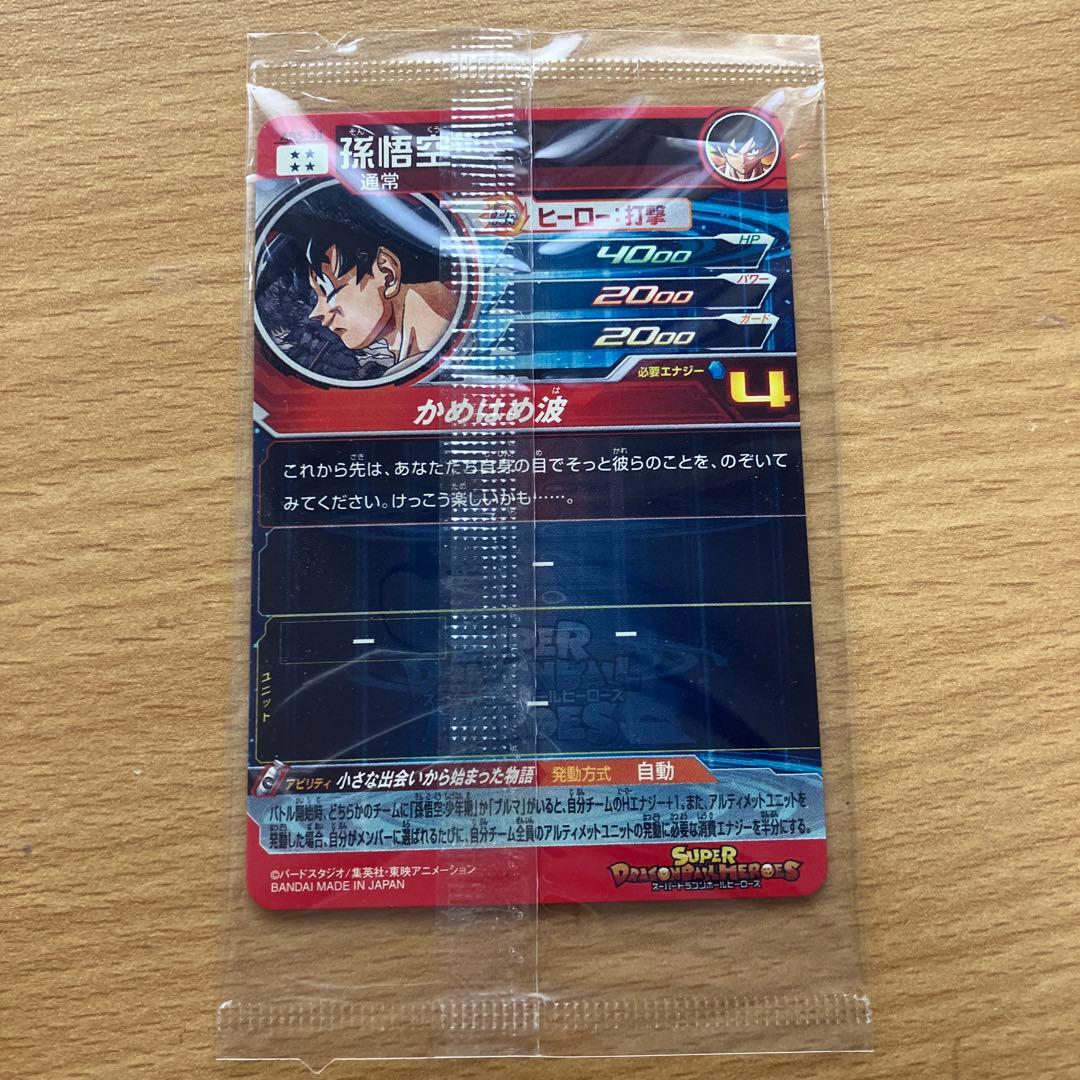 孫悟空
通常
ヒーロー：打撃
HP
4000
パワー
2000
ガード
2000
必要エナジー 4
かめはめ波
これから先は、あなたたち自身の目でそっと彼らのことを、のぞいて
みてください。けっこう楽しいかも……。
ー
ー ー
ユニット
ー
アビリティ 小さな出会いから始まった物語 発動方式 自動
バトル開始時、どちらかのチームに「孫悟空:少年期」か「ブルマ」がいると、自分チームのHエナジー+1。また、アルティメットユニットを
発動した場合、自分がメンバーに選ばれるたびに、自分チーム全員のアルティメットユニットの発動に必要な消費エナジーを半分にする。
©バードスタジオ/集英社・東映アニメーション
BANDAI MADE IN JAPAN
SUPER
DRAGONBALL HEROES
スーパードラゴンボールヒーローズ